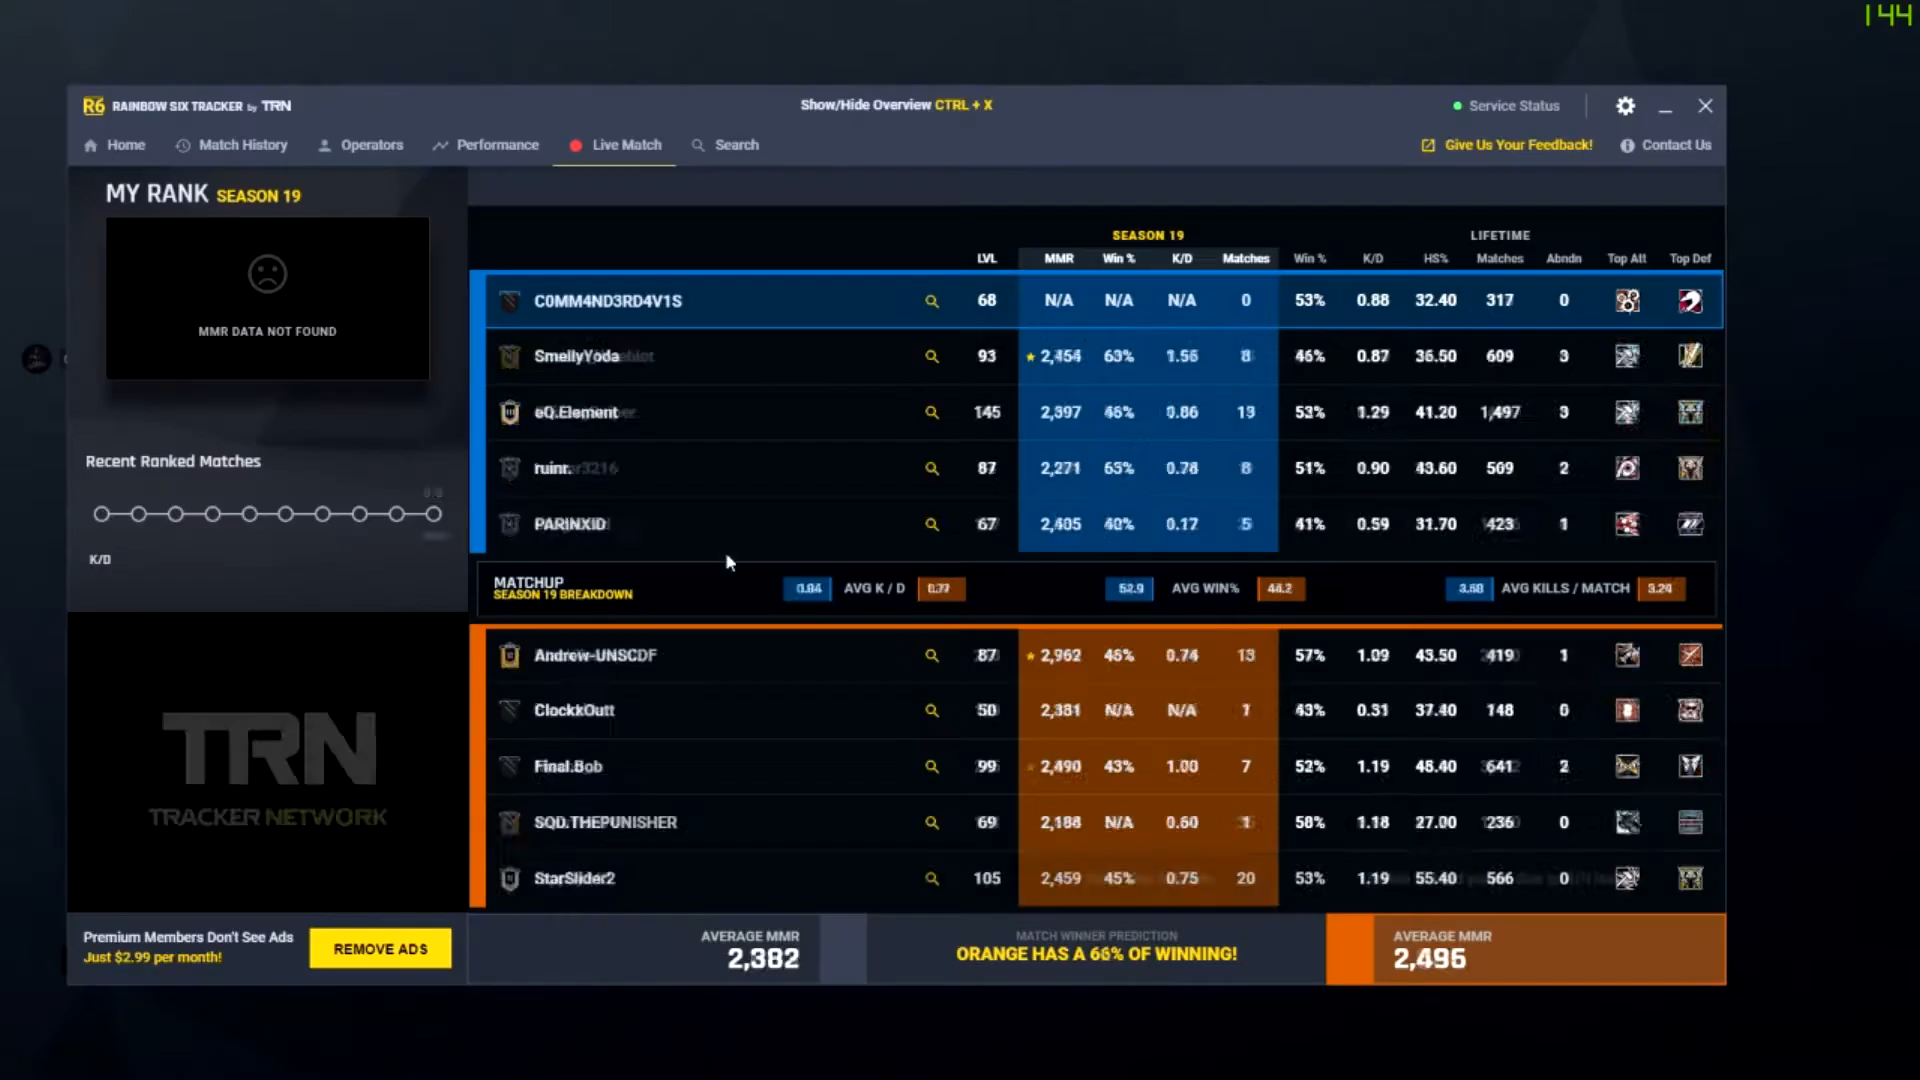 144
R6 RAINBOW SIX TRACKER by TRN
Show/Hide Overview CTRL + X
Service Status
Home Match History Operators Performance Live Match Search
Give Us Your Feedback! Contact Us
MY RANK SEASON 19
MMR DATA NOT FOUND
Recent Ranked Matches
K/D
TRN
TRACKER NETWORK
Premium Members Don't See Ads
Just $2.99 per month!
REMOVE ADS
SEASON 19 LIFETIME
LVL MMR Win % K/D Matches Win % K/D HS% Matches Abndn Top Att Top Def
C0MM4ND3RD4V1S 68 N/A N/A N/A 0 53% 0.88 32.40 317 0
SmellyYoda 93 2,454 63% 1.56 8 46% 0.87 36.50 609 3
eQ.Element 145 2,397 46% 0.86 13 53% 1.29 41.20 1,497 3
ruinr. 87 2,271 63% 0.78 8 51% 0.90 43.60 509 2
PARINXID 67 2,405 40% 0.17 5 41% 0.59 31.70 423 1
MATCHUP
SEASON 19 BREAKDOWN
AVG K / D 52.9 AVG WIN% AVG KILLS / MATCH
Andrew-UNSCDF 87 2,962 46% 0.74 13 57% 1.09 43.50 419 1
ClockxOutt 50 2,381 N/A N/A 1 43% 0.31 37.40 148
Final.Bob 99 2,490 43% 1.00 7 52% 1.19 48.40 641 2
SQD.THEPUNISHER 69 2,188 N/A 0.60 1 58% 1.18 27.00 236 0
StarSlider2 105 2,459 45% 0.75 20 53% 1.19 55.40 566 0
AVERAGE MMR
2,382
MATCH WINNER PREDICTION
ORANGE HAS A 66% OF WINNING!
AVERAGE MMR
2,496